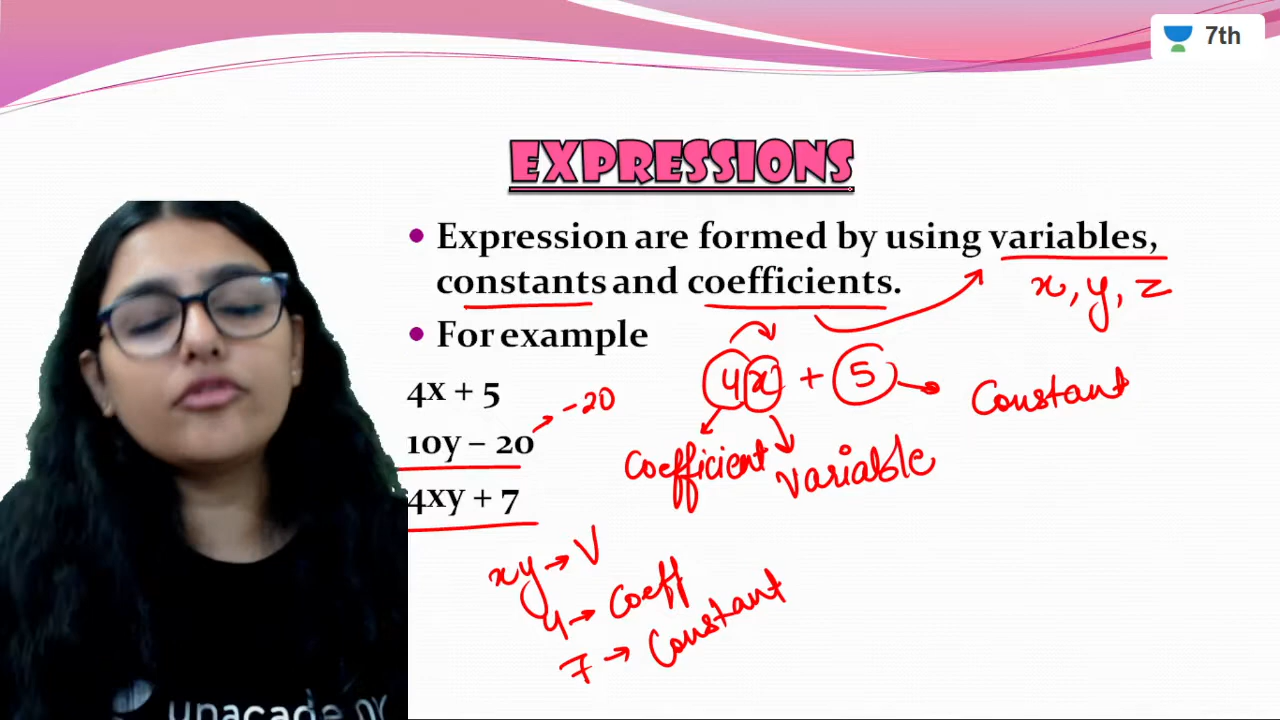 7th
EXPRESSIONS
• Expression are formed by using variables,
constants and coefficients.
x, y, z
• For example
4x + 5
4x + 5 → Constant
Coefficient
Variable
10y – 20 → -20
4xy + 7
xy → V
4 → Coeff
7 → Constant
unacade